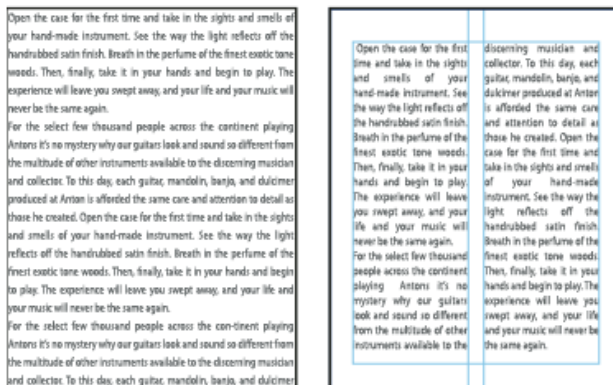 Open the case for the first time and take in the sights and smells of
your hand-made instrument. See the way the light reflects off the
handrubbed satin finish. Breath in the perfume of the finest exotic tone
woods. Then, finally, take it in your hands and begin to play. The
experience will leave you swept away, and your life and your music will
never be the same again.
For the select few thousand people across the continent playing
Antons it's no mystery why our guitars look and sound so different from
the multitude of other instruments available to the discerning musician
and collector. To this day, each guitar, mandolin, banjo, and dulcimer
produced at Anton is afforded the same care and attention to detail as
those he created. Open the case for the first time and take in the sights
and smells of your hand-made instrument. See the way the light
reflects off the handrubbed satin finish. Breath in the perfume of the
finest exotic tone woods. Then, finally, take it in your hands and begin
to play. The experience will leave you swept away, and your life and
your music will never be the same again.
For the select few thousand people across the con-tinent playing
Antons it's no mystery why our guitars look and sound so different from
the multitude of other instruments available to the discerning musician
and collector. To this day, each guitar, mandolin, banjo, and dulcimer
Open the case for the first
time and take in the sights
and smells of your
hand-made instrument. See
the way the light reflects off
the handrubbed satin finish.
Breath in the perfume of the
finest exotic tone woods.
Then, finally, take it in your
hands and begin to play.
The experience will leave
you swept away, and your
life and your music will
never be the same again.
For the select few thousand
people across the continent
playing Antons it's no
mystery why our guitars
look and sound so different
from the multitude of other
instruments available to the
discerning musician and
collector. To this day, each
guitar, mandolin, banjo, and
dulcimer produced at Anton
is afforded the same care
and attention to detail as
those he created. Open the
case for the first time and
take in the sights and smells
of your hand-made
instrument. See the way the
light reflects off the
handrubbed satin finish.
Breath in the perfume of the
finest exotic tone woods.
Then, finally, take it in your
hands and begin to play. The
experience will leave you
swept away, and your life
and your music will never be
the same again.